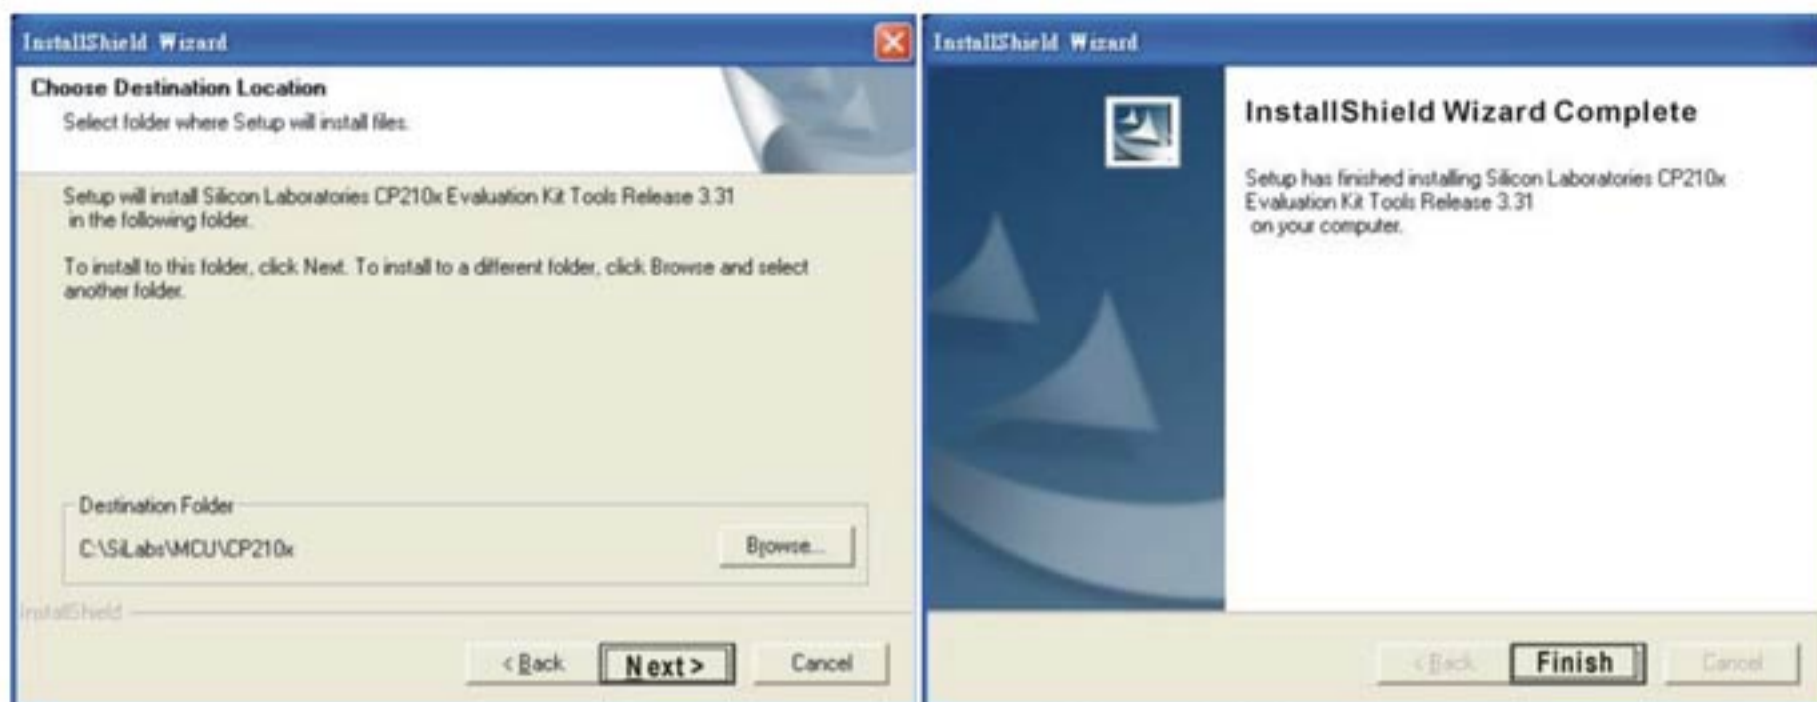 InstallShield Wizard
Choose Destination Location
Select folder where Setup will install files.
Setup will install Silicon Laboratories CP210x Evaluation Kit Tools Release 3.31
in the following folder.
To install to this folder, click Next. To install to a different folder, click Browse and select
another folder.
Destination Folder
C:\SiLabs\MCU\CP210x
Browse...
InstallShield
< Back
Next >
Cancel
InstallShield Wizard
InstallShield Wizard Complete
Setup has finished installing Silicon Laboratories CP210x
Evaluation Kit Tools Release 3.31
on your computer.
< Back
Finish
Cancel